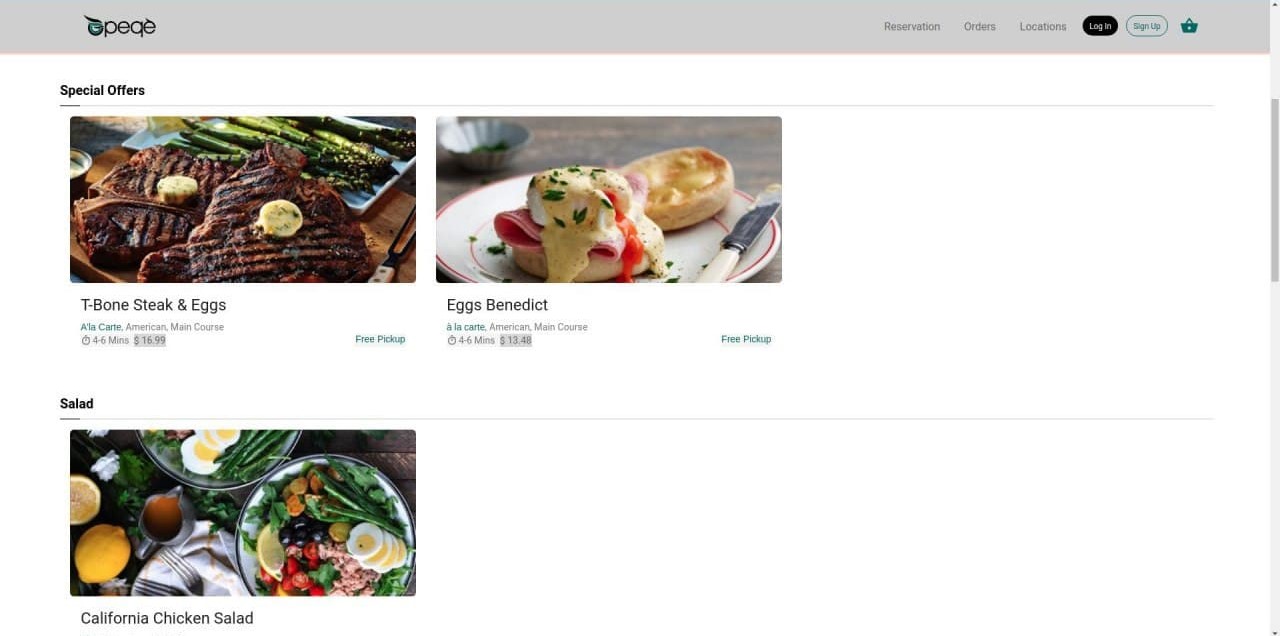 Gpeqe
Reservation Orders Locations Log In Sign Up
Special Offers
T-Bone Steak & Eggs
A'la Carte, American, Main Course
4-6 Mins $ 16.99 Free Pickup
Eggs Benedict
à la carte, American, Main Course
4-6 Mins $ 13.48 Free Pickup
Salad
California Chicken Salad